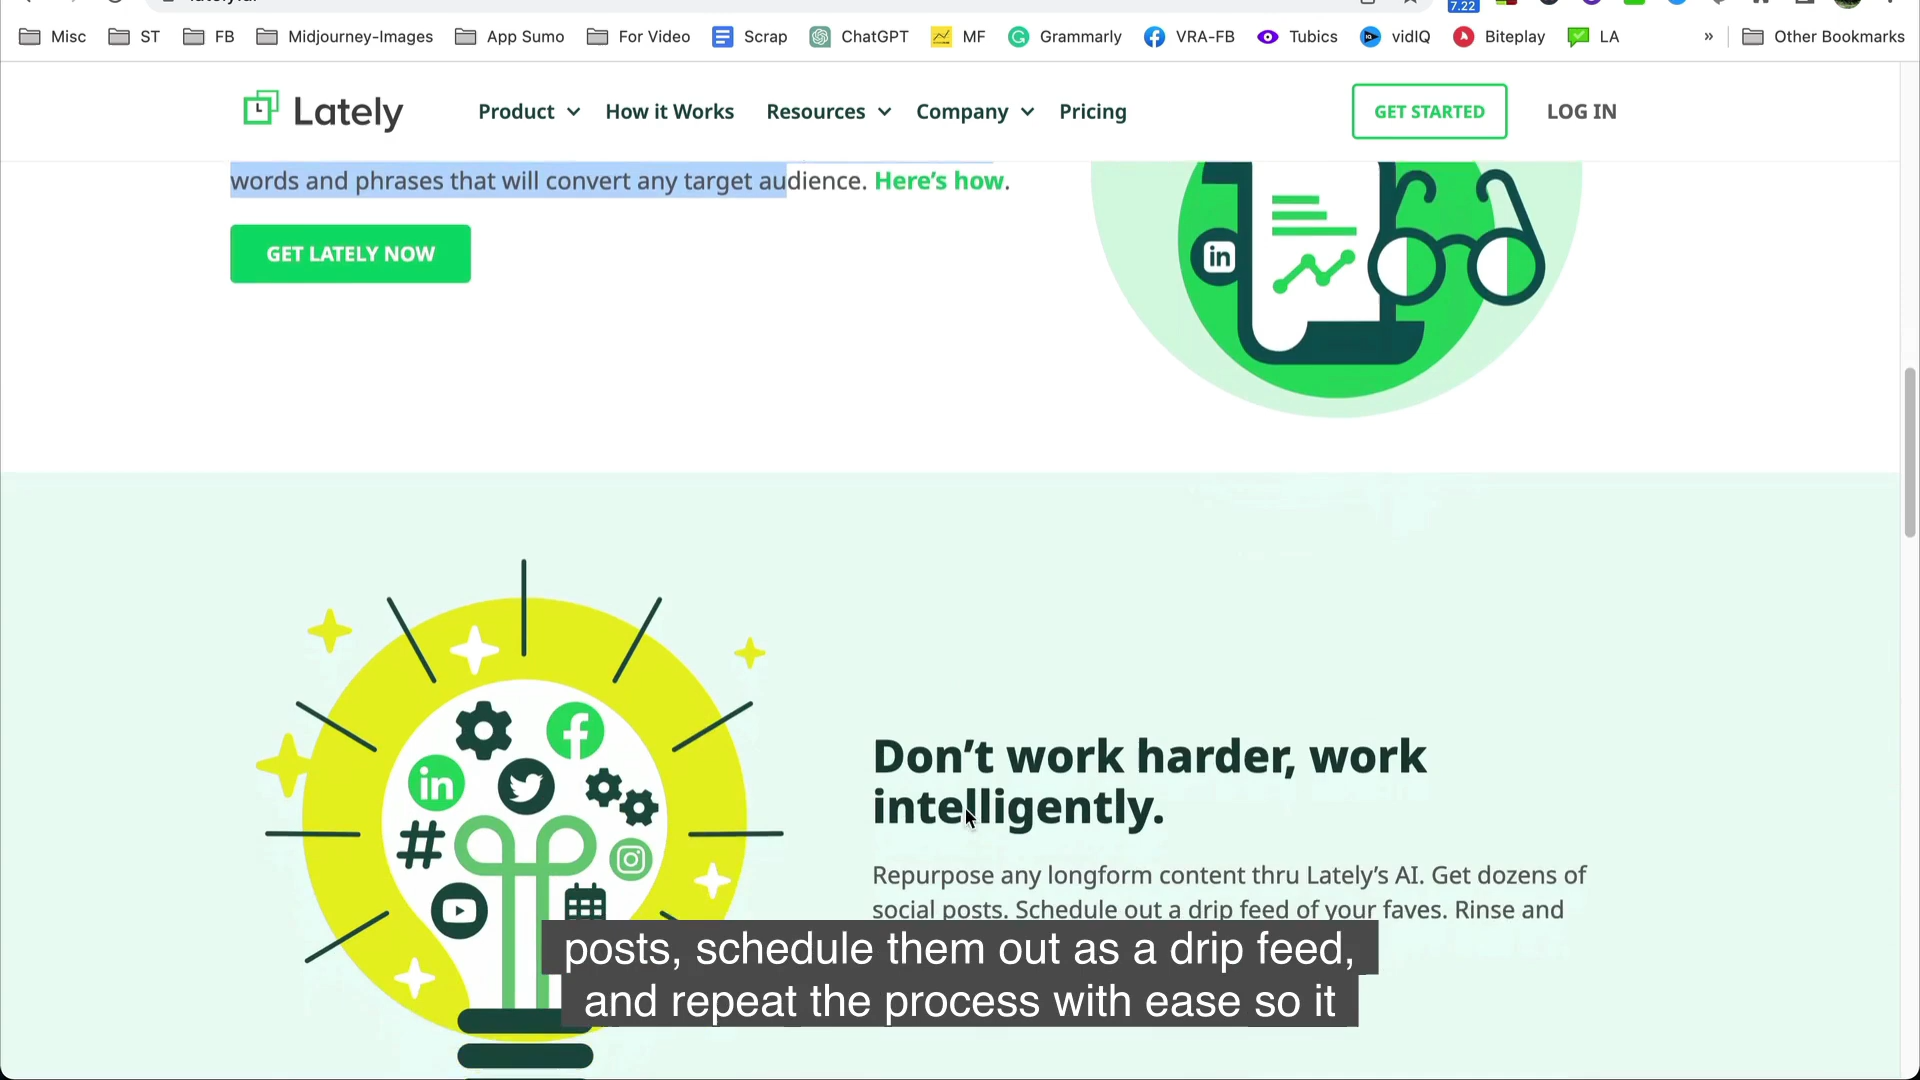 7.22
Misc ST FB Midjourney-Images App Sumo For Video Scrap ChatGPT MF Grammarly VRA-FB Tubics vidIQ Biteplay LA » Other Bookmarks
Lately Product How it Works Resources Company Pricing GET STARTED LOG IN
words and phrases that will convert any target audience. Here’s how.
GET LATELY NOW
in
in
#
Don’t work harder, work
intelligently.
Repurpose any longform content thru Lately’s AI. Get dozens of
social posts. Schedule out a drip feed of your faves. Rinse and
posts, schedule them out as a drip feed,
and repeat the process with ease so it